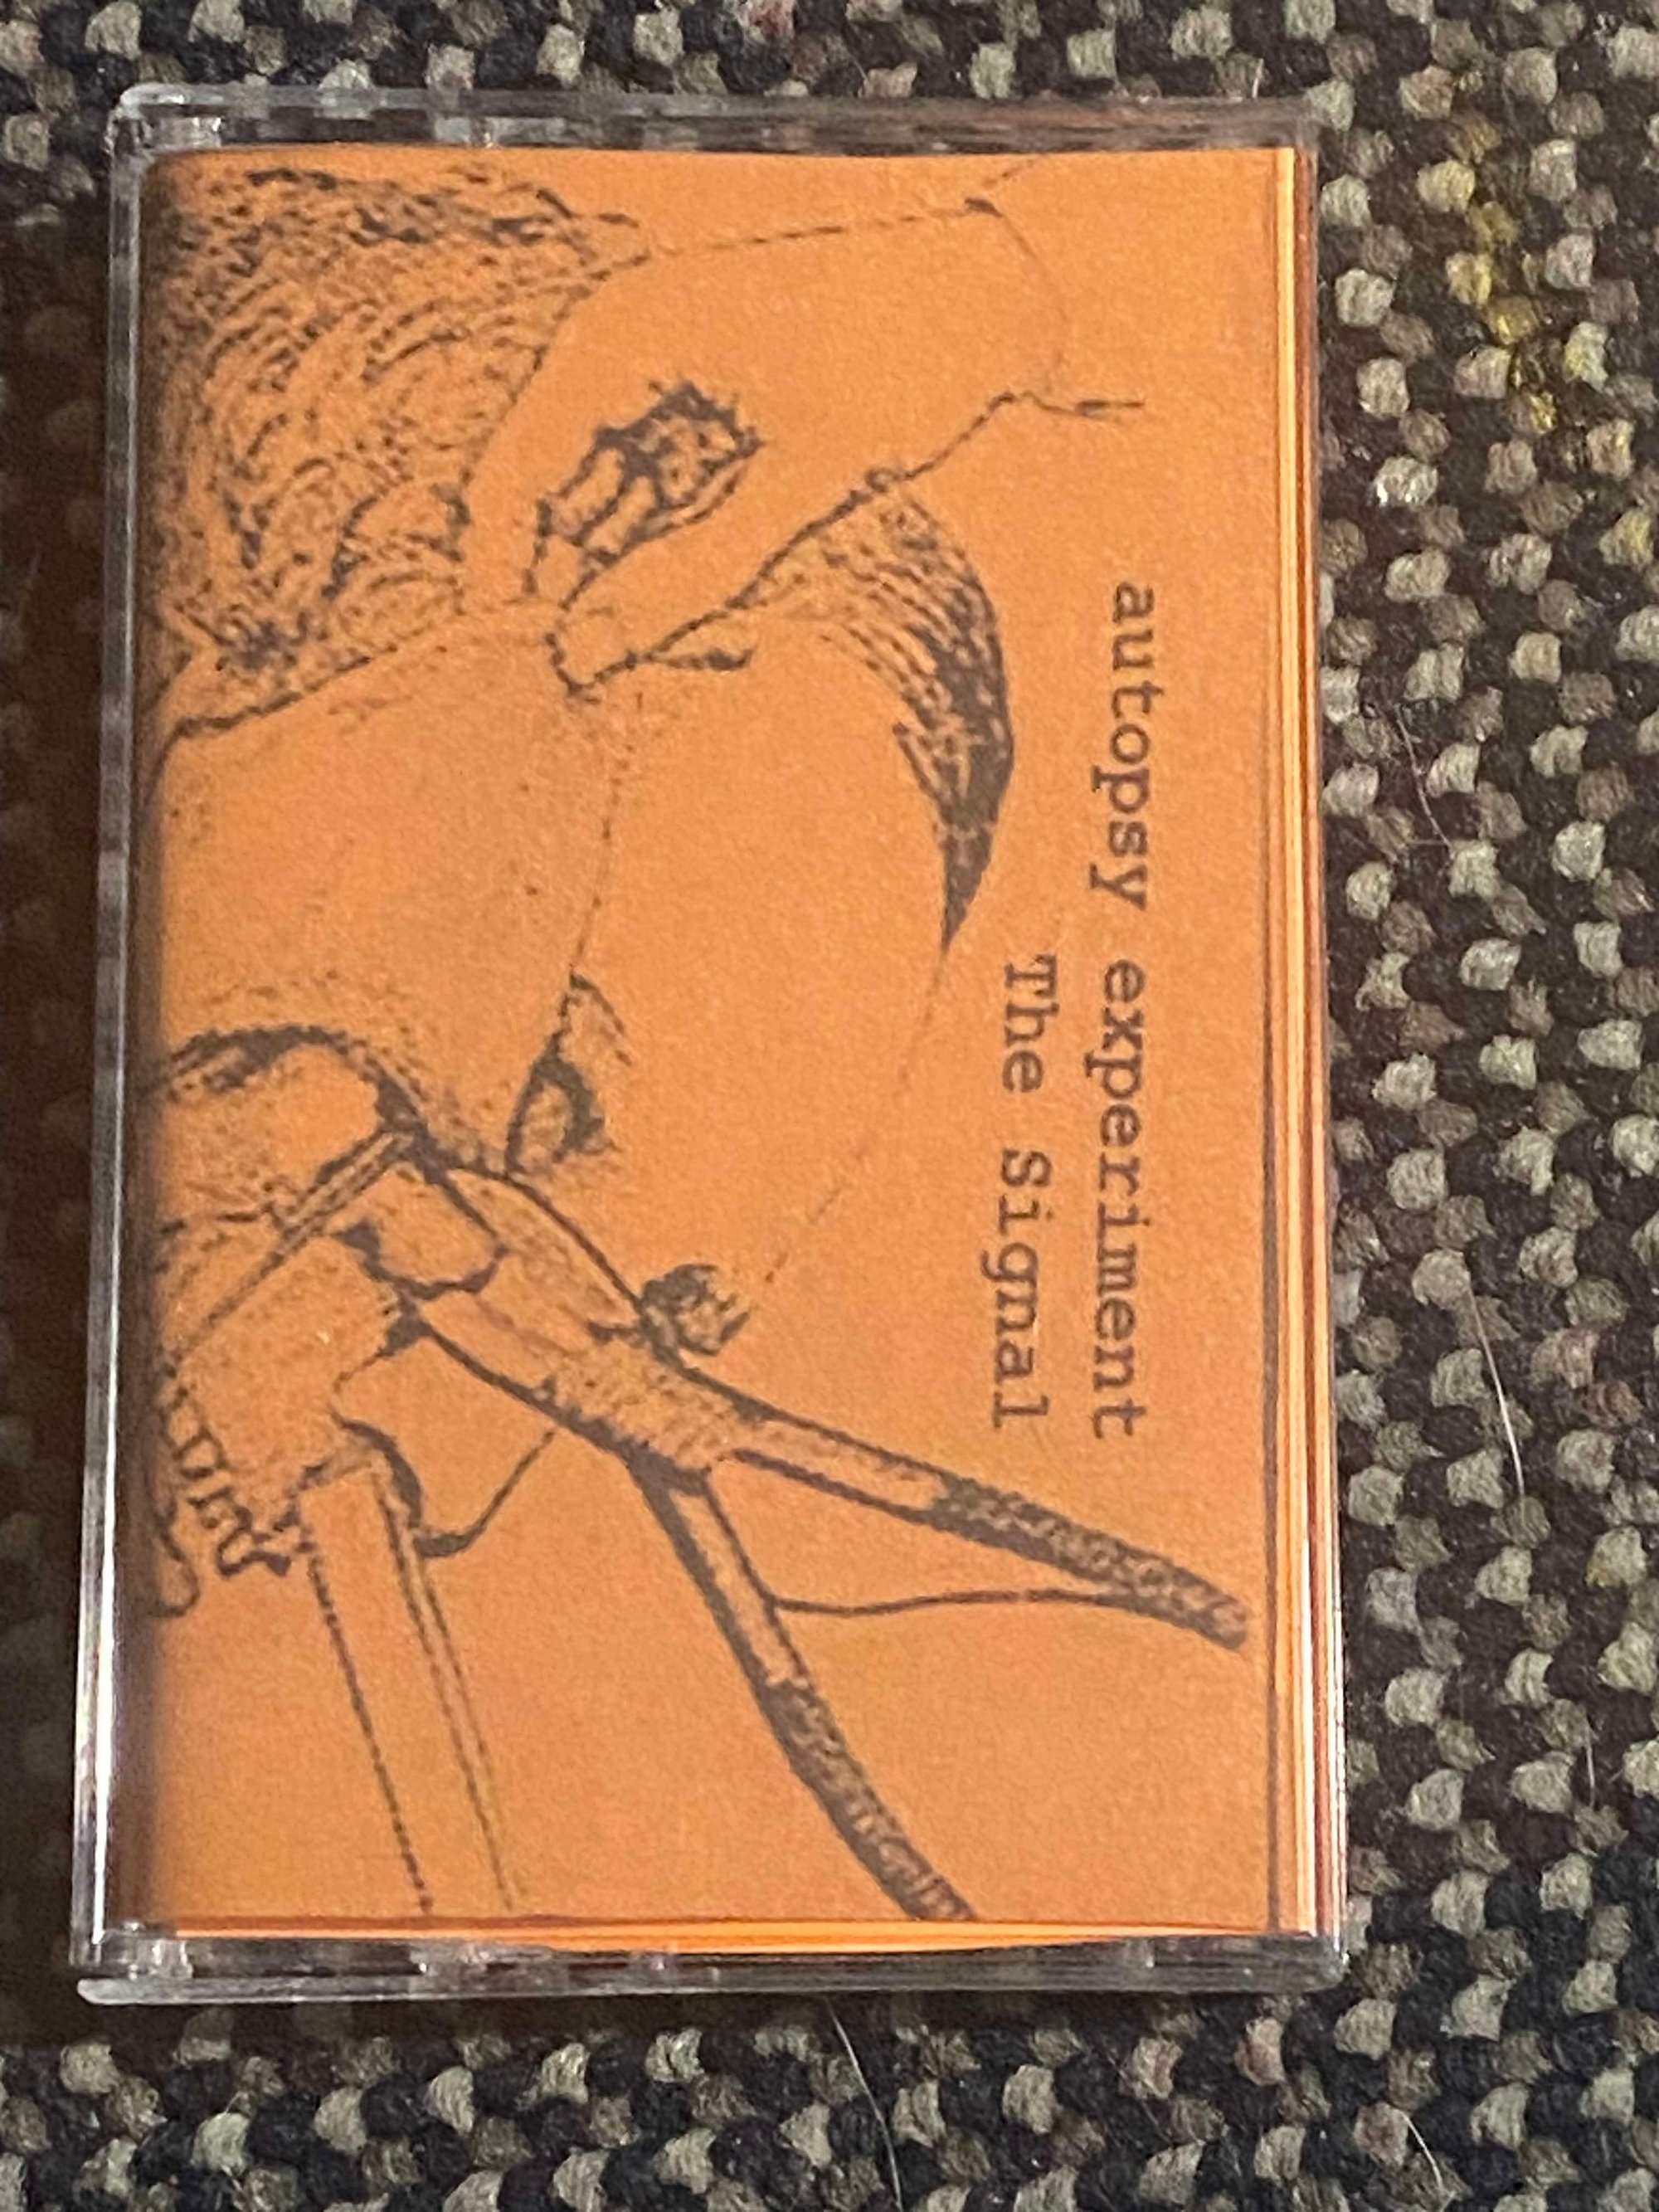 autopsy experiment
The Signal